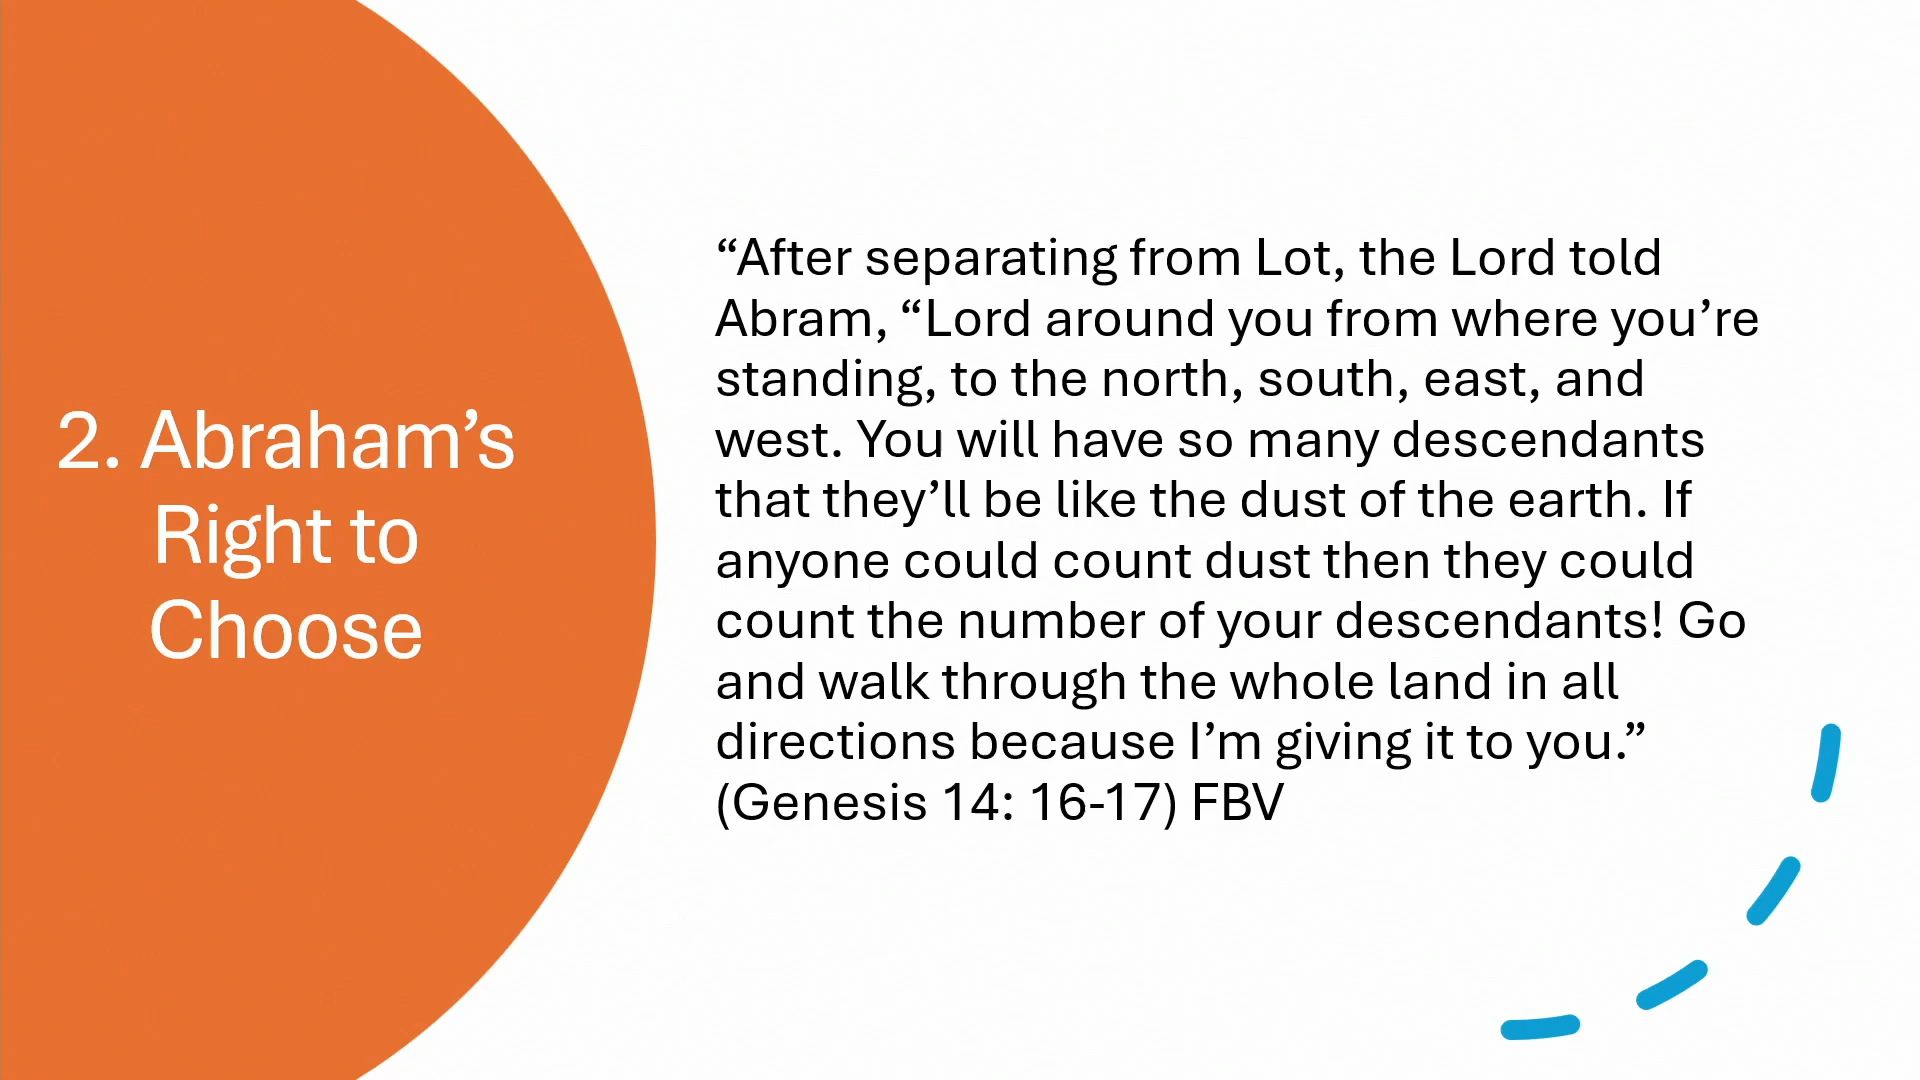 2. Abraham’s
Right to
Choose
“After separating from Lot, the Lord told
Abram, “Lord around you from where you’re
standing, to the north, south, east, and
west. You will have so many descendants
that they’ll be like the dust of the earth. If
anyone could count dust then they could
count the number of your descendants! Go
and walk through the whole land in all
directions because I’m giving it to you.”
(Genesis 14: 16-17) FBV